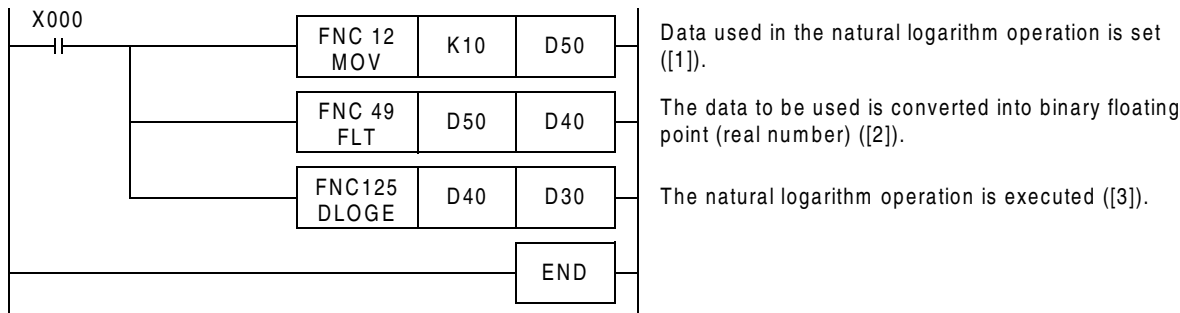 X000
FNC 12
MOV
K10
D50
Data used in the natural logarithm operation is set
([1]).
FNC 49
FLT
D50
D40
The data to be used is converted into binary floating
point (real number) ([2]).
FNC125
DLOGE
D40
D30
The natural logarithm operation is executed ([3]).
END